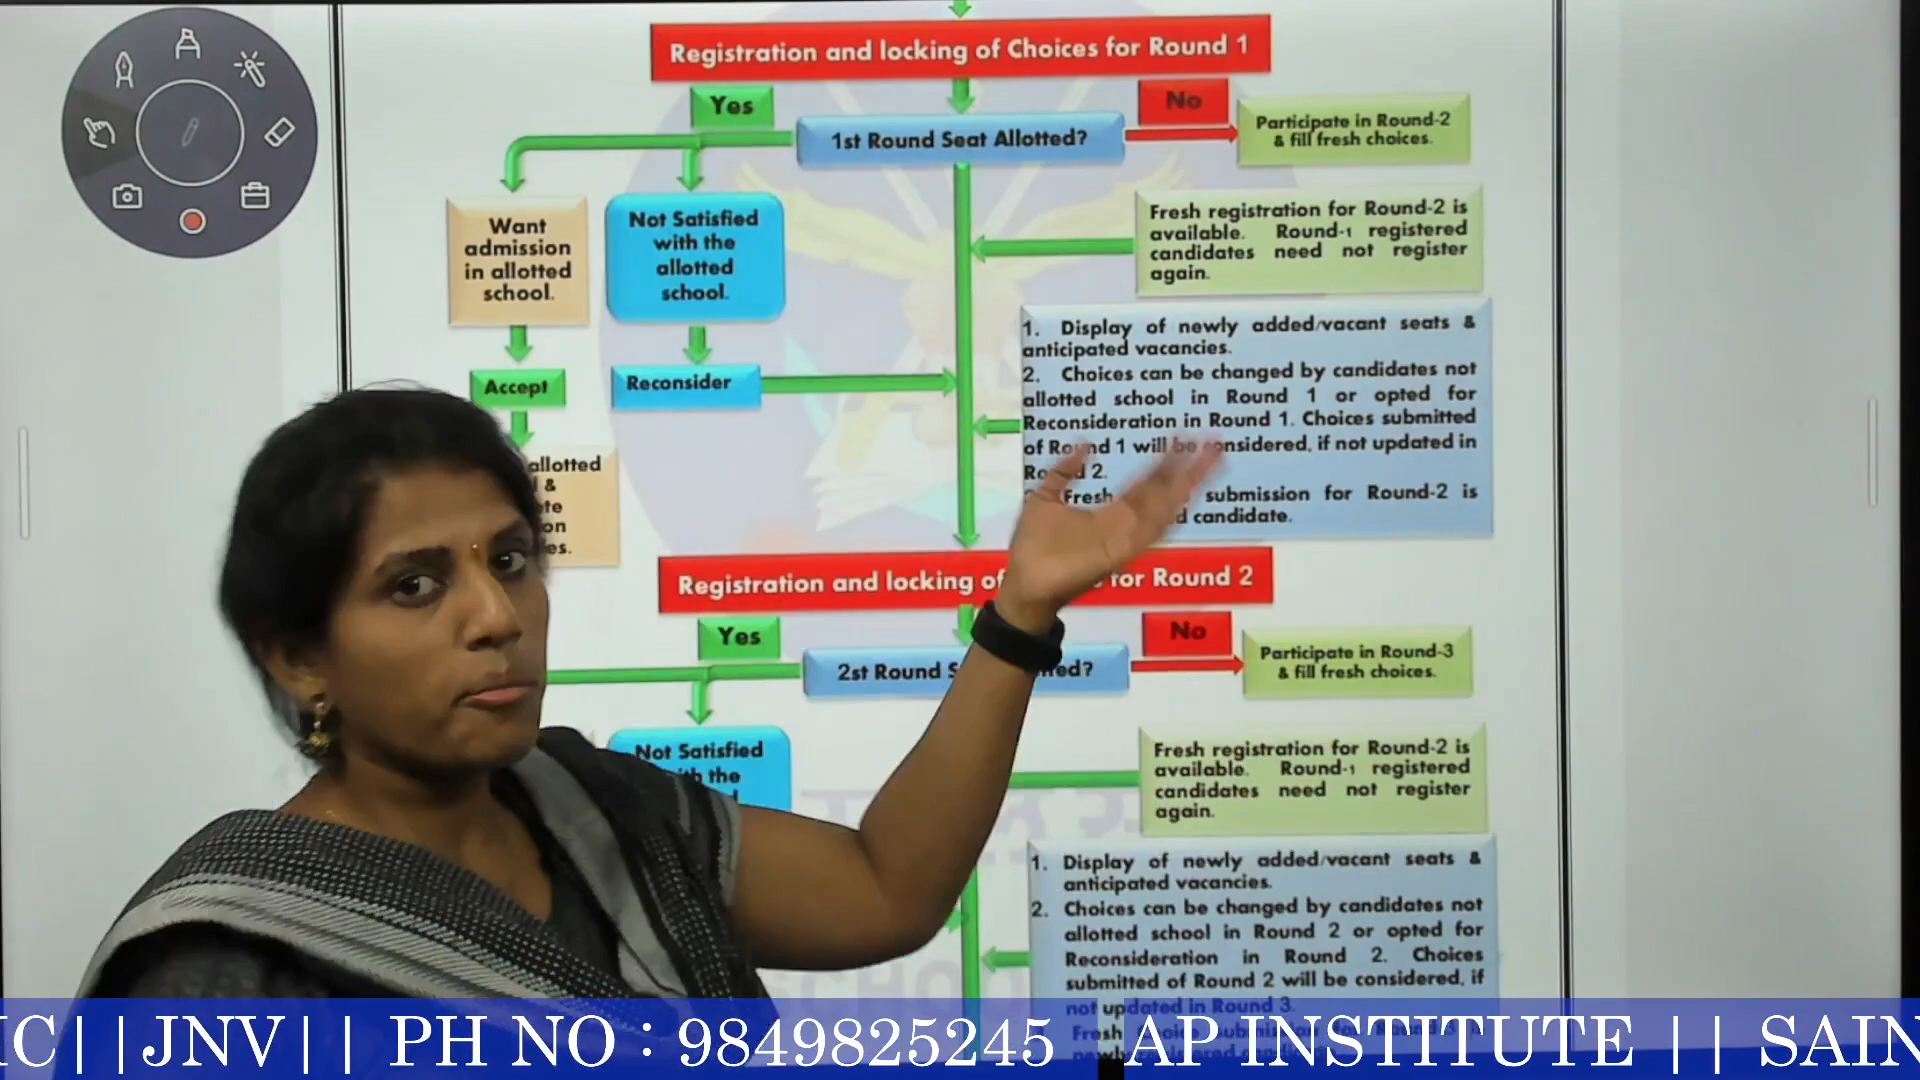 Registration and locking of Choices for Round 1
Yes
No
1st Round Seat Allotted?
Participate in Round-2
& fill fresh choices.
Want
admission
in allotted
school.
Not Satisfied
with the
allotted
school.
Fresh registration for Round-2 is
available. Round-1 registered
candidates need not register
again.
Accept
Reconsider
1. Display of newly added/vacant seats &
anticipated vacancies.
2. Choices can be changed by candidates not
allotted school in Round 1 or opted for
Reconsideration in Round 1. Choices submitted
of Round 1 will be considered, if not updated in
2.
Fresh submission for Round-2 is
candidate.
allotted
&
Registration and locking of for Round 2
Yes
No
2st Round
Participate in Round-3
& fill fresh choices.
Not Satisfied
the
Fresh registration for Round-2 is
available. Round-1 registered
candidates need not register
again.
1. Display of newly added/vacant seats &
anticipated vacancies.
2. Choices can be changed by candidates not
allotted school in Round 2 or opted for
Reconsideration in Round 2. Choices
submitted of Round 2 will be considered, if
not updated in Round 3.
Fresh
IC||JNV|| PH NO : 9849825245 AP INSTITUTE || SAIN